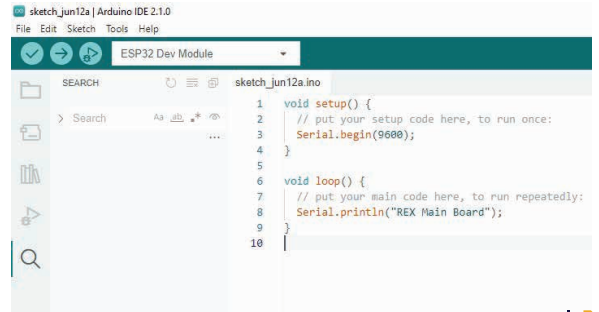 sketch_jun12a | Arduino IDE 2.1.0
File Edit Sketch Tools Help
ESP32 Dev Module
SEARCH
Search
Aa ab .*
...
sketch_jun12a.ino
1 void setup() {
2 // put your setup code here, to run once:
3 Serial.begin(9600);
4 }
5
6 void loop() {
7 // put your main code here, to run repeatedly:
8 Serial.println("REX Main Board");
9 }
10